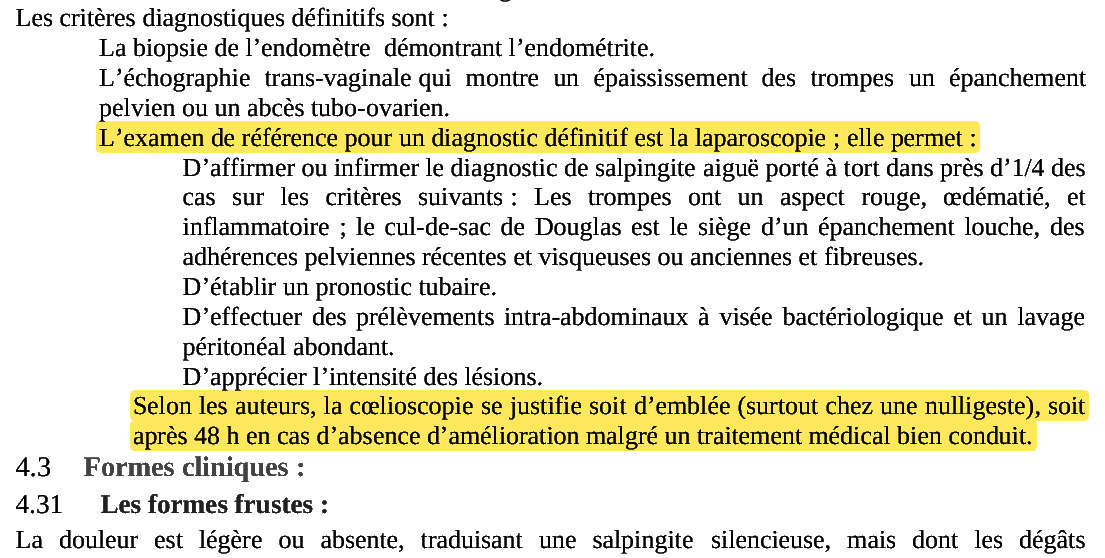 Les critères diagnostiques définitifs sont :
La biopsie de l’endomètre démontrant l’endométrite.
L’échographie trans-vaginale qui montre un épaississement des trompes un épanchement
pelvien ou un abcès tubo-ovarien.
L’examen de référence pour un diagnostic définitif est la laparoscopie ; elle permet :
D’affirmer ou infirmer le diagnostic de salpingite aiguë porté à tort dans près d’1/4 des
cas sur les critères suivants : Les trompes ont un aspect rouge, œdématié, et
inflammatoire ; le cul-de-sac de Douglas est le siège d’un épanchement louche, des
adhérences pelviennes récentes et visqueuses ou anciennes et fibreuses.
D’établir un pronostic tubaire.
D’effectuer des prélèvements intra-abdominaux à visée bactériologique et un lavage
péritonéal abondant.
D’apprécier l’intensité des lésions.
Selon les auteurs, la cœlioscopie se justifie soit d’emblée (surtout chez une nulligeste), soit
après 48 h en cas d’absence d’amélioration malgré un traitement médical bien conduit.
4.3 Formes cliniques :
4.31 Les formes frustes :
La douleur est légère ou absente, traduisant une salpingite silencieuse, mais dont les dégâts